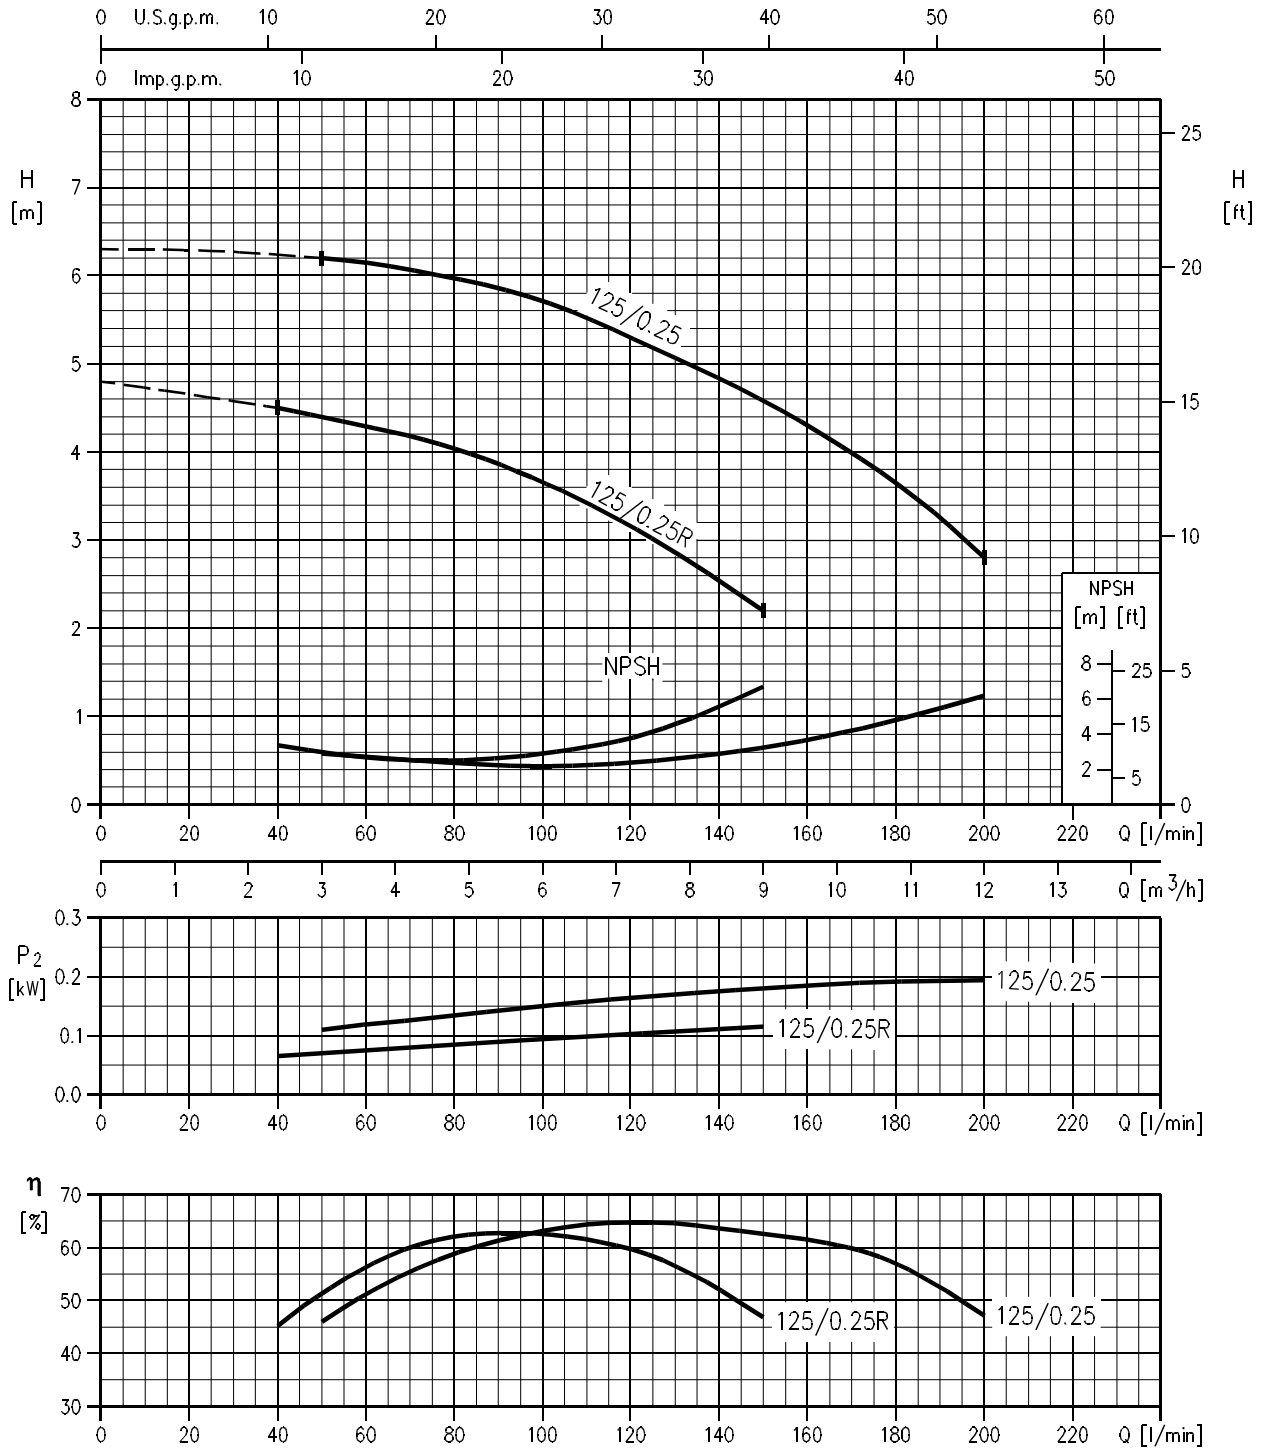 0 U.S.g.p.m. 10 20 30 40 50 60
0 Imp.g.p.m. 10 20 30 40 50
8
25
H
[m]
H
[ft]
7
6
20
125/0.25
5
15
4
125/0.25R
3
10
NPSH
[m] [ft]
2
NPSH
8
25
5
6
1
15
4
2
5
0
0
0 20 40 60 80 100 120 140 160 180 200 220 Q [l/min]
0 1 2 3 4 5 6 7 8 9 10 11 12 13 Q [m³/h]
0.3
P2
[kW]
0.2
125/0.25
0.1
125/0.25R
0.0
0 20 40 60 80 100 120 140 160 180 200 220 Q [l/min]
η
[%]
70
60
50
125/0.25R
125/0.25
40
30
0 20 40 60 80 100 120 140 160 180 200 220 Q [l/min]